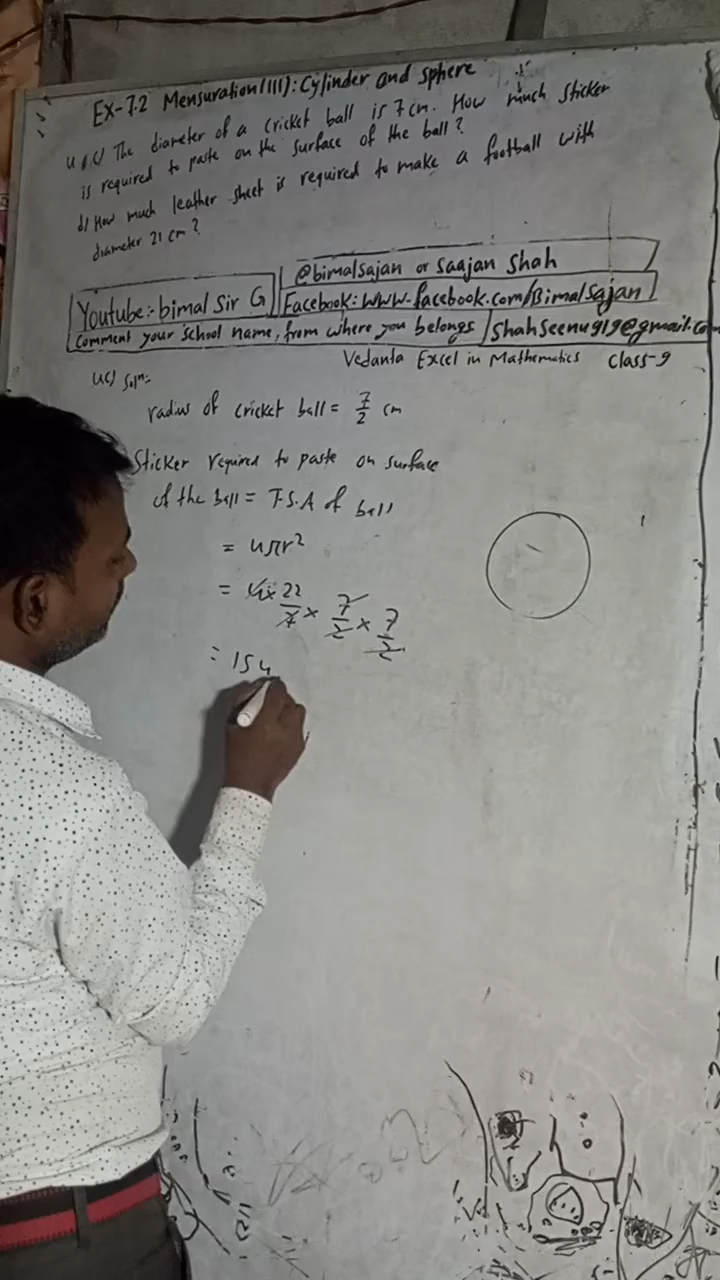 Ex-7.2 Mensuration(III): Cylinder and sphere
4.c) The diameter of a cricket ball is 7 cm. How much sticker
is required to paste on the surface of the ball?
d) How much leather sheet is required to make a football with
diameter 21 cm?
@bimalsajan or Saajan Shah
Youtube:- bimal Sir G
Facebook: www.facebook.com/Bimalsajan
Comment your school name, from where you belongs
Shahseenu919@gmail.com
Vedanta Excel in Mathematics Class-9
4c) Solⁿ:-
radius of cricket ball = 7/2 cm
Sticker required to paste on surface
of the ball = T.S.A of ball
= 4πr²
= 4 × 22/7 × 7/2 × 7/2
= 154